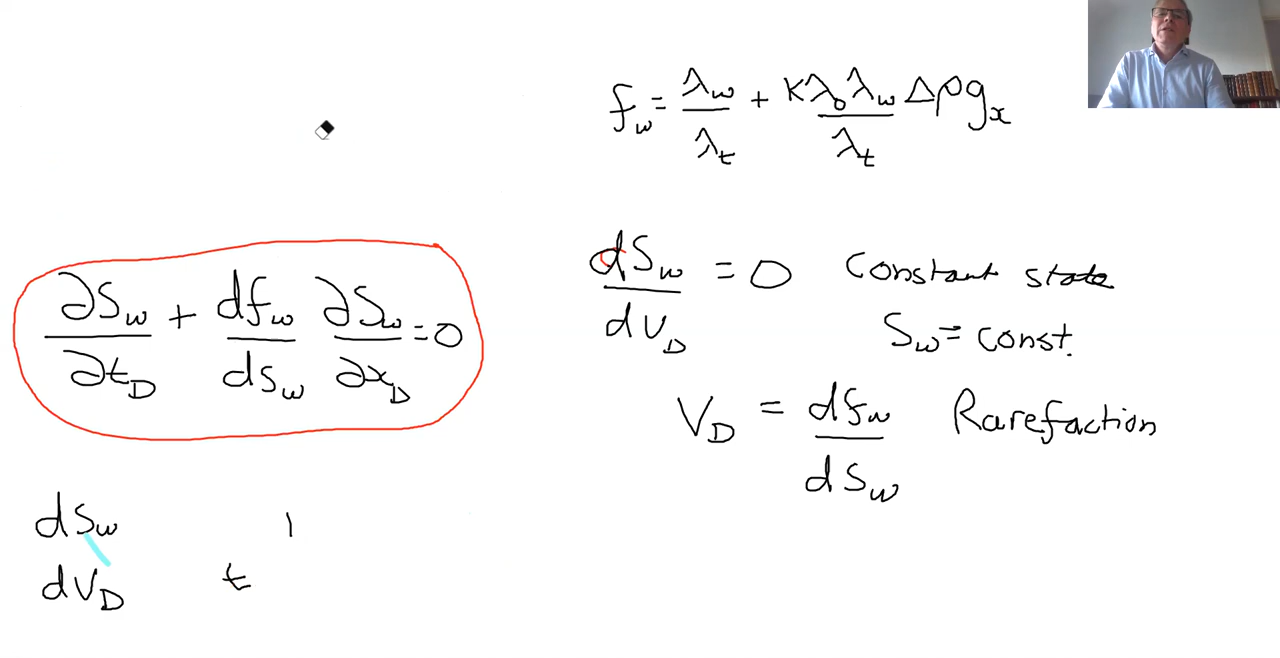 f_w = λ_w/λ_t + Kλ_oλ_w/λ_t Δρg_x
∂S_w/∂t_D + df_w/ds_w ∂S_w/∂x_D = 0
dS_w/dv_D = 0 Constant state
S_w = const.
v_D = df_w/dS_w Rarefaction
dS_w 1
dv_D t